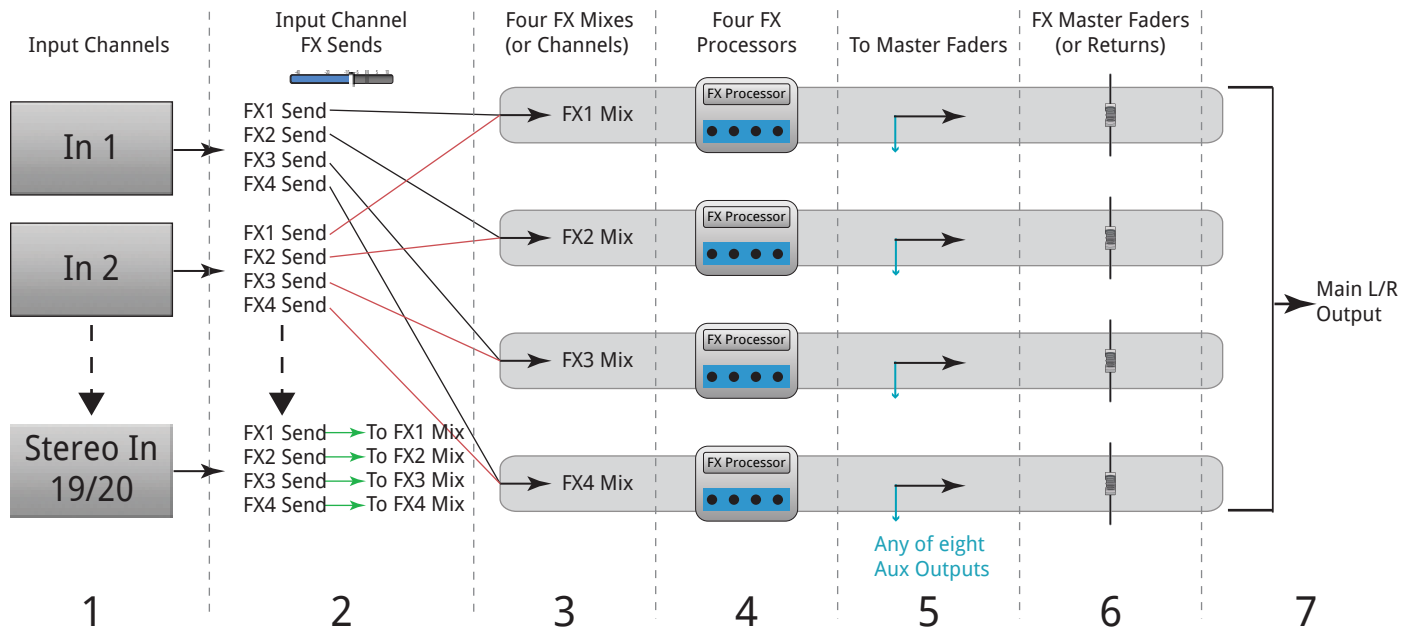 Input Channels
Input Channel
FX Sends
Four FX Mixes
(or Channels)
Four FX
Processors
To Master Faders
FX Master Faders
(or Returns)
In 1
FX1 Send
FX2 Send
FX3 Send
FX4 Send
In 2
FX1 Send
FX2 Send
FX3 Send
FX4 Send
Stereo In
19/20
FX1 Send To FX1 Mix
FX2 Send To FX2 Mix
FX3 Send To FX3 Mix
FX4 Send To FX4 Mix
FX1 Mix
FX Processor
FX2 Mix
FX Processor
FX3 Mix
FX Processor
FX4 Mix
FX Processor
Any of eight
Aux Outputs
Main L/R
Output
1
2
3
4
5
6
7